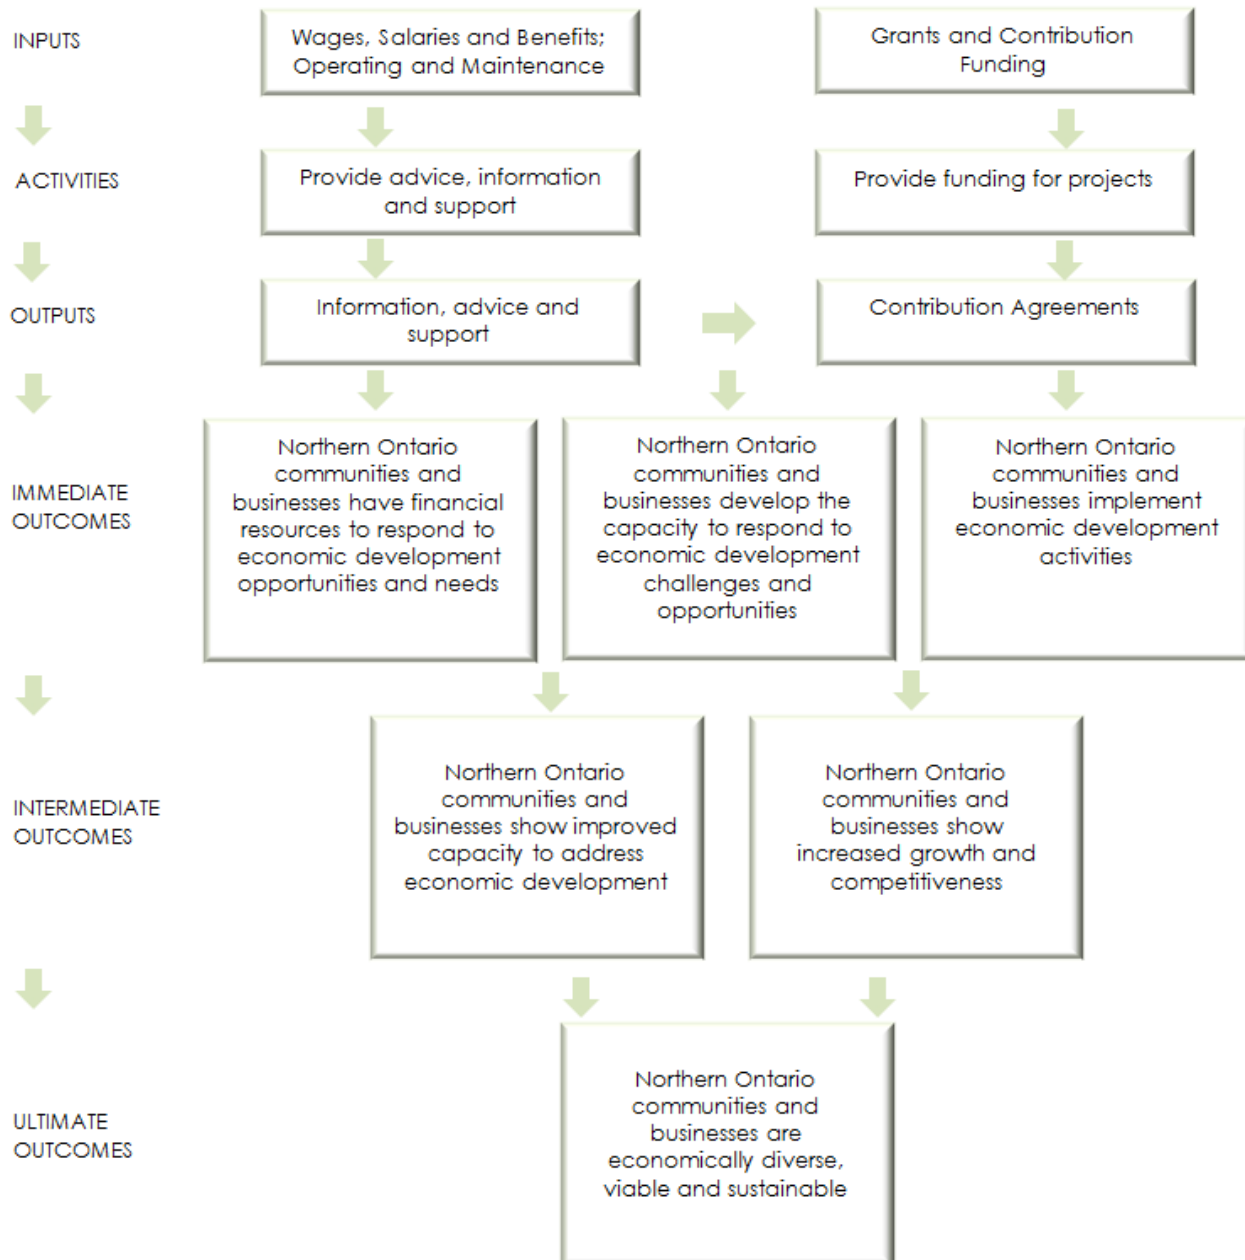 INPUTS
Wages, Salaries and Benefits;
Operating and Maintenance
Grants and Contribution
Funding
ACTIVITIES
Provide advice, information
and support
Provide funding for projects
OUTPUTS
Information, advice and
support
Contribution Agreements
IMMEDIATE
OUTCOMES
Northern Ontario
communities and
businesses have financial
resources to respond to
economic development
opportunities and needs
Northern Ontario
communities and
businesses develop the
capacity to respond to
economic development
challenges and
opportunities
Northern Ontario
communities and
businesses implement
economic development
activities
INTERMEDIATE
OUTCOMES
Northern Ontario
communities and
businesses show improved
capacity to address
economic development
Northern Ontario
communities and
businesses show
increased growth and
competitiveness
ULTIMATE
OUTCOMES
Northern Ontario
communities and
businesses are
economically diverse,
viable and sustainable